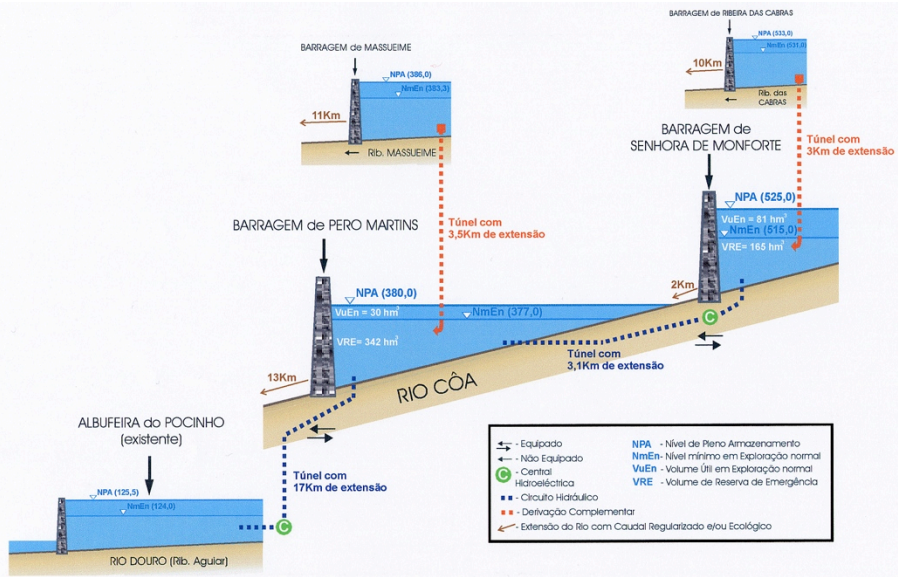 BARRAGEM de RIBEIRA DAS CABRAS
NPA (533,0)
NmEn (531,0)
10Km
Rib. das
CABRAS
Túnel com
3Km de extensão
BARRAGEM de MASSUEIME
NPA (386,0)
NmEn (383,3)
11Km
Rib. MASSUEIME
Túnel com
3,5Km de extensão
BARRAGEM de
SENHORA DE MONFORTE
NPA (525,0)
VuEn = 81 hm³
NmEn (515,0)
VRE = 165 hm³
2Km
C
BARRAGEM de PERO MARTINS
NPA (380,0)
VuEn = 30 hm³
NmEn (377,0)
VRE= 342 hm³
Túnel com
3,1Km de extensão
13Km
RIO CÔA
ALBUFEIRA do POCINHO
(existente)
NPA (125,5)
NmEn (124,0)
Túnel com
17Km de extensão
C
RIO DOURO (Rib. Aguiar)
- Equipado
- Não Equipado
C - Central
Hidroeléctrica
- Circuito Hidráulico
- Derivação Complementar
- Extensão do Rio com Caudal Regularizado e/ou Ecológico
NPA - Nível de Pleno Armazenamento
NmEn- Nível mínimo em Exploração normal
VuEn - Volume Útil em Exploração normal
VRE - Volume de Reserva de Emergência